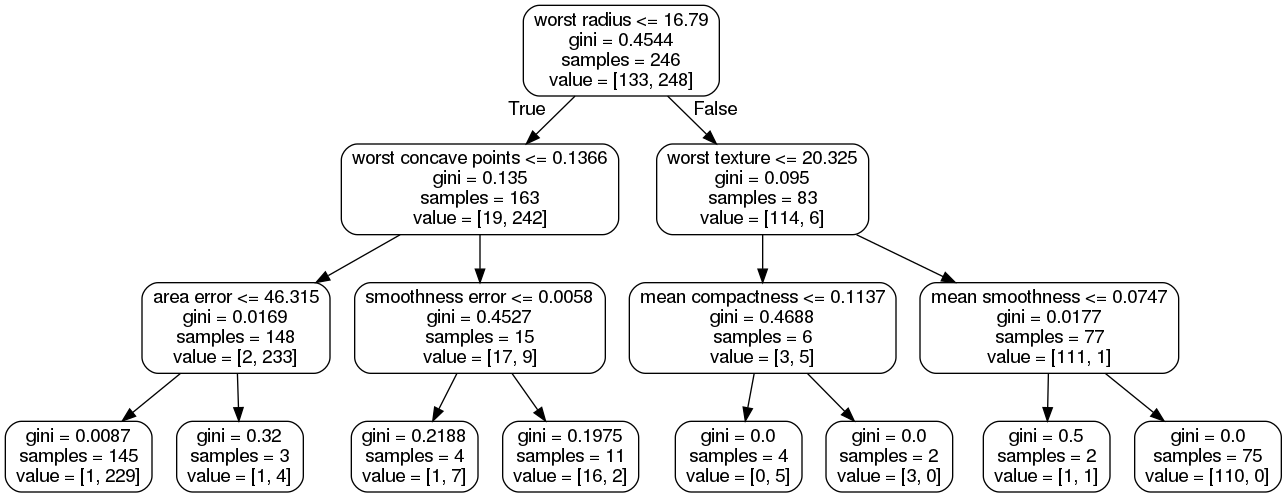 worst radius <= 16.79
gini = 0.4544
samples = 246
value = [133, 248]
True
False
worst concave points <= 0.1366
gini = 0.135
samples = 163
value = [19, 242]
worst texture <= 20.325
gini = 0.095
samples = 83
value = [114, 6]
area error <= 46.315
gini = 0.0169
samples = 148
value = [2, 233]
smoothness error <= 0.0058
gini = 0.4527
samples = 15
value = [17, 9]
mean compactness <= 0.1137
gini = 0.4688
samples = 6
value = [3, 5]
mean smoothness <= 0.0747
gini = 0.0177
samples = 77
value = [111, 1]
gini = 0.0087
samples = 145
value = [1, 229]
gini = 0.32
samples = 3
value = [1, 4]
gini = 0.2188
samples = 4
value = [1, 7]
gini = 0.1975
samples = 11
value = [16, 2]
gini = 0.0
samples = 4
value = [0, 5]
gini = 0.0
samples = 2
value = [3, 0]
gini = 0.5
samples = 2
value = [1, 1]
gini = 0.0
samples = 75
value = [110, 0]